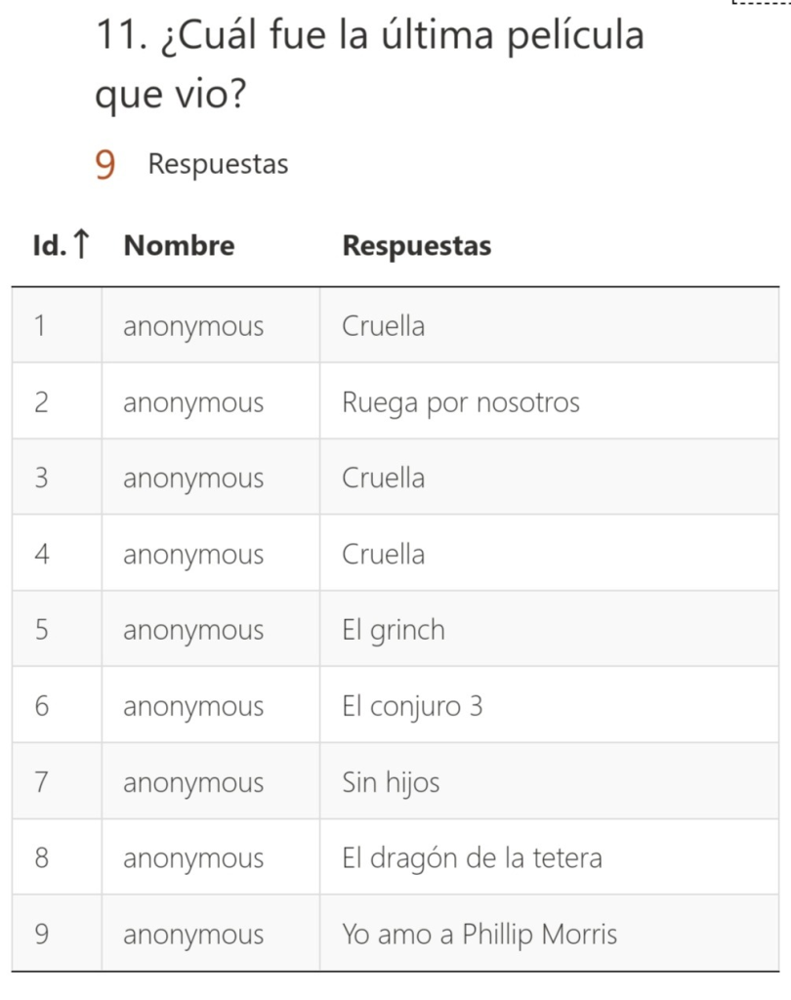 11. ¿Cuál fue la última película
que vio?
9 Respuestas
Id.↑ Nombre Respuestas
1 anonymous Cruella
2 anonymous Ruega por nosotros
3 anonymous Cruella
4 anonymous Cruella
5 anonymous El grinch
6 anonymous El conjuro 3
7 anonymous Sin hijos
8 anonymous El dragón de la tetera
9 anonymous Yo amo a Phillip Morris